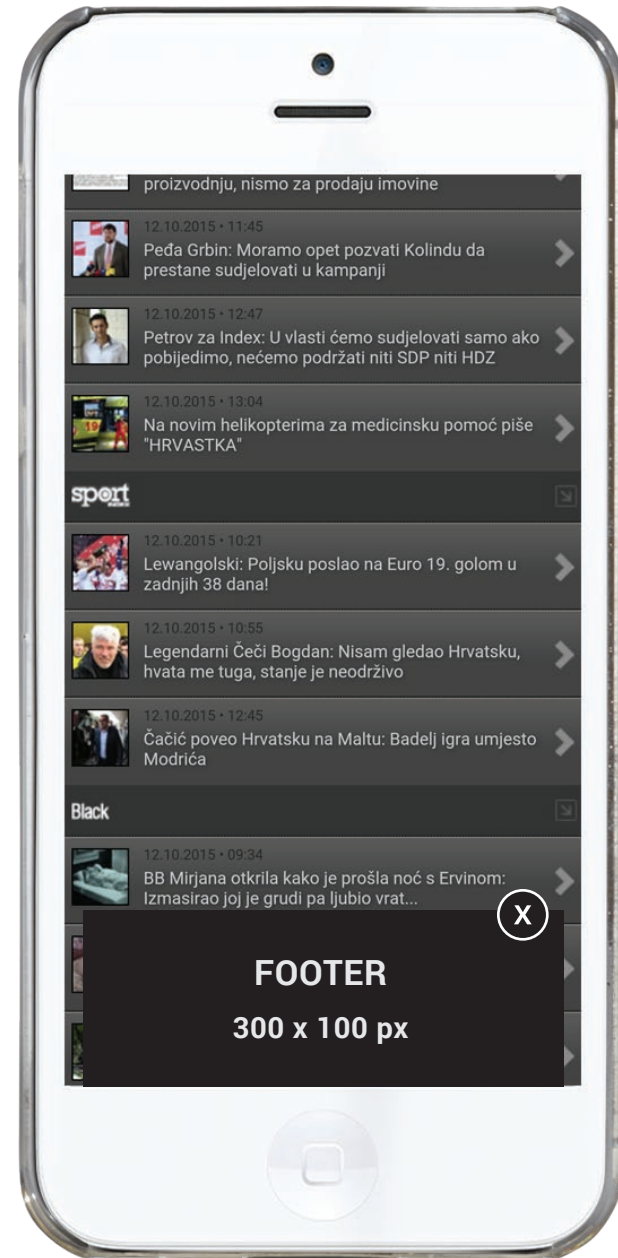 proizvodnju, nismo za prodaju imovine
12.10.2015 • 11:45
Peđa Grbin: Moramo opet pozvati Kolindu da
prestane sudjelovati u kampanji
12.10.2015 • 12:47
Petrov za Index: U vlasti ćemo sudjelovati samo ako
pobijedimo, nećemo podržati niti SDP niti HDZ
12.10.2015 • 13:04
Na novim helikopterima za medicinsku pomoć piše
"HRVASTKA"
sport
12.10.2015 • 10:21
Lewangolski: Poljsku poslao na Euro 19. golom u
zadnjih 38 dana!
12.10.2015 • 10:55
Legendarni Čeči Bogdan: Nisam gledao Hrvatsku,
hvata me tuga, stanje je neodrživo
12.10.2015 • 12:45
Čačić poveo Hrvatsku na Maltu: Badelj igra umjesto
Modrića
Black
12.10.2015 • 09:34
BB Mirjana otkrila kako je prošla noć s Ervinom:
Izmasirao joj je grudi pa ljubio vrat...
X
FOOTER
300 x 100 px